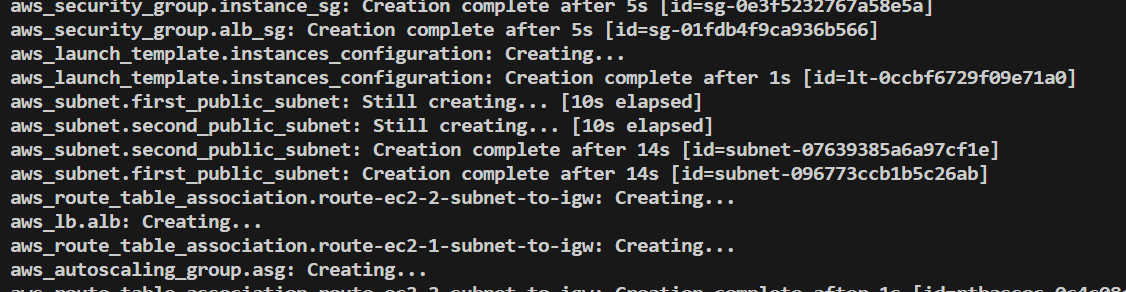 aws_security_group.instance_sg: Creation complete after 5s [id=sg-0e3f5232767a58e5a]
aws_security_group.alb_sg: Creation complete after 5s [id=sg-01fdb4f9ca936b566]
aws_launch_template.instances_configuration: Creating...
aws_launch_template.instances_configuration: Creation complete after 1s [id=lt-0ccbf6729f09e71a0]
aws_subnet.first_public_subnet: Still creating... [10s elapsed]
aws_subnet.second_public_subnet: Still creating... [10s elapsed]
aws_subnet.second_public_subnet: Creation complete after 14s [id=subnet-07639385a6a97cf1e]
aws_subnet.first_public_subnet: Creation complete after 14s [id=subnet-096773ccb1b5c26ab]
aws_route_table_association.route-ec2-2-subnet-to-igw: Creating...
aws_lb.alb: Creating...
aws_route_table_association.route-ec2-1-subnet-to-igw: Creating...
aws_autoscaling_group.asg: Creating...